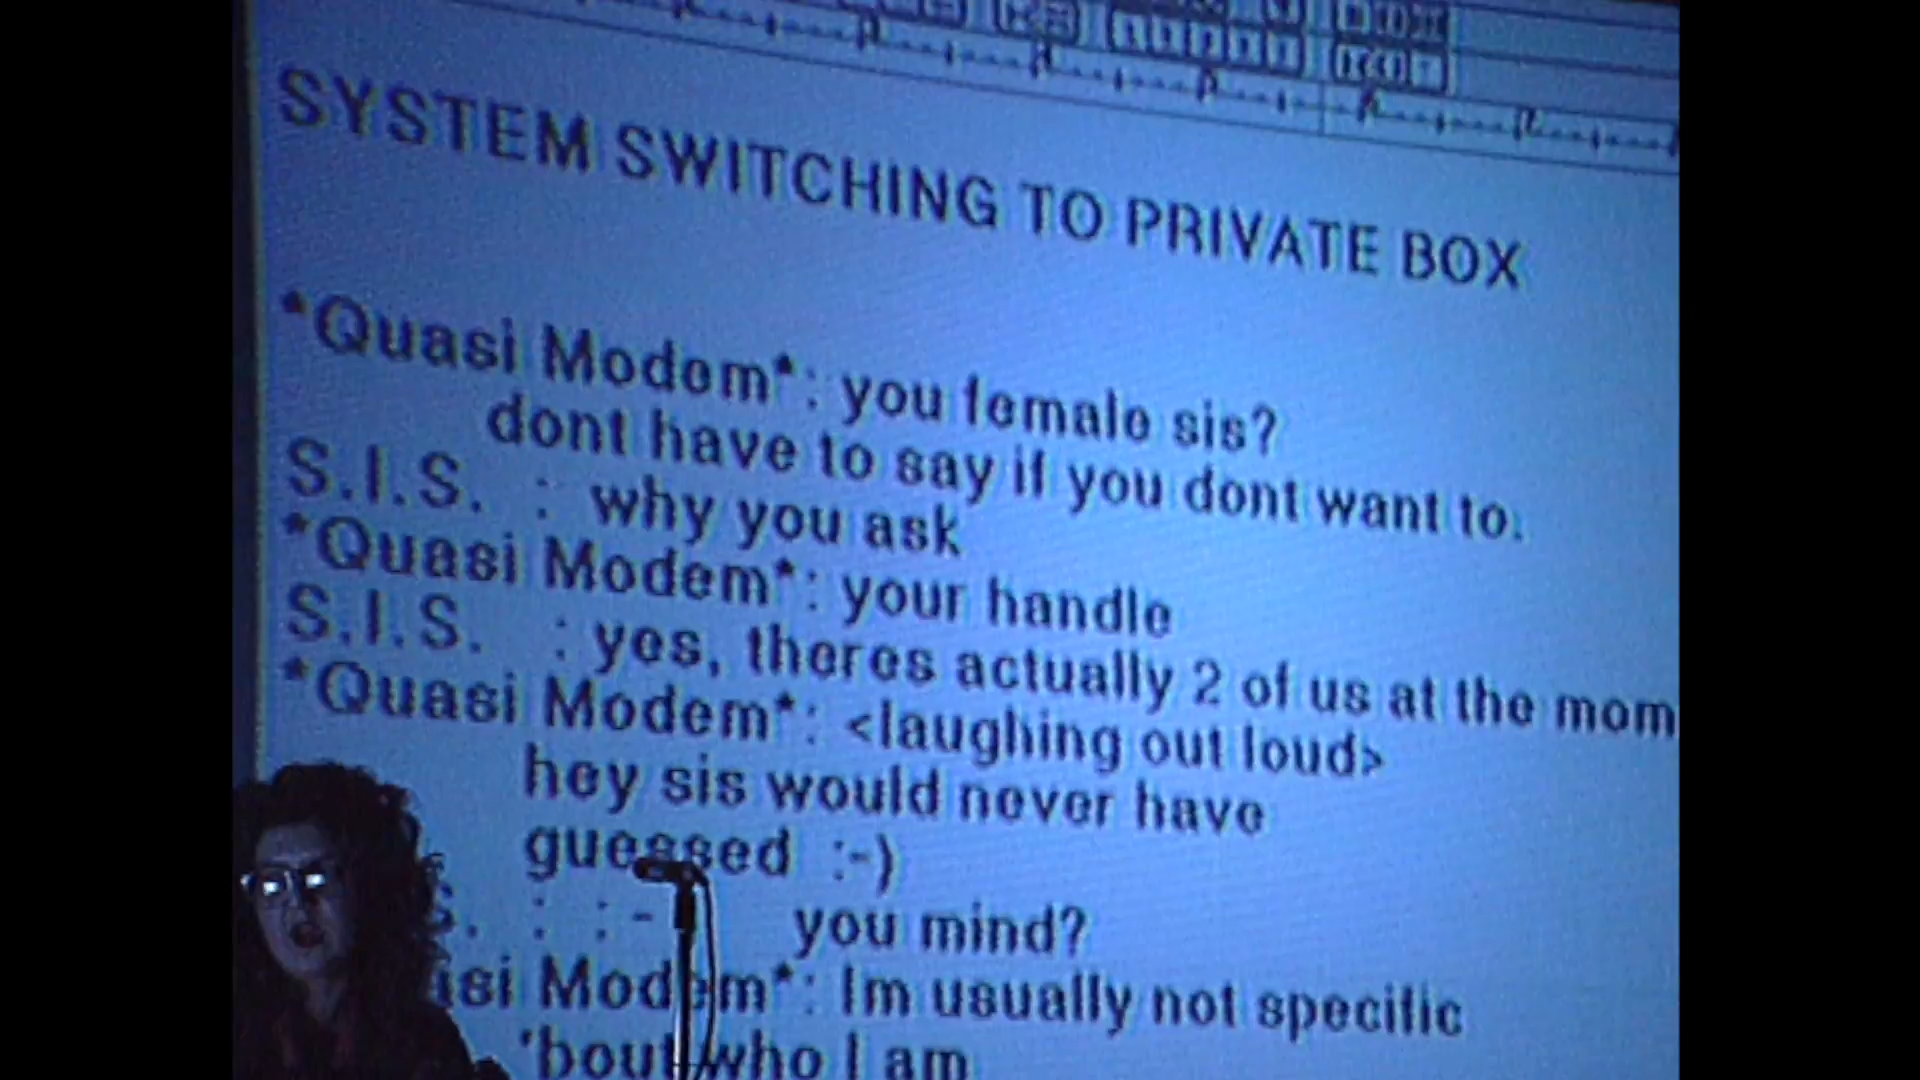 SYSTEM SWITCHING TO PRIVATE BOX
*Quasi Modem*: you female sis?
dont have to say if you dont want to.
S.I.S. : why you ask
*Quasi Modem*: your handle
S.I.S. : yes, theres actually 2 of us at the mom
*Quasi Modem*: <laughing out loud>
hey sis would never have
guessed :-)
S. : :- you mind?
asi Modem*: Im usually not specific
'bout who I am